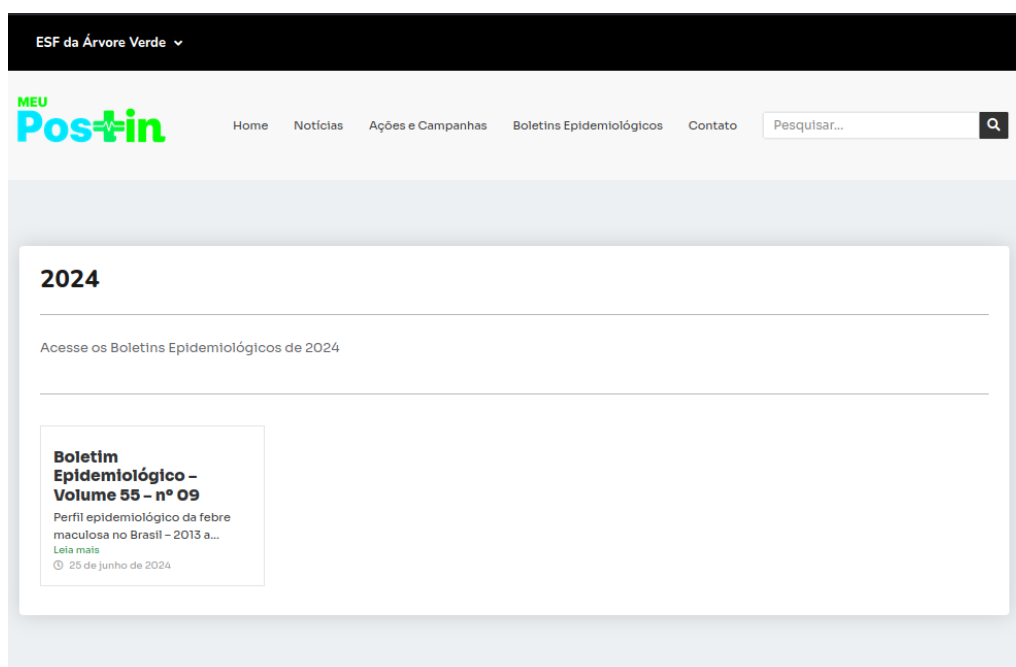 ESF da Árvore Verde
MEU
Postin
Home Notícias Ações e Campanhas Boletins Epidemiológicos Contato Pesquisar...
2024
Acesse os Boletins Epidemiológicos de 2024
Boletim
Epidemiológico –
Volume 55 – nº 09
Perfil epidemiológico da febre
maculosa no Brasil – 2013 a...
Leia mais
25 de junho de 2024